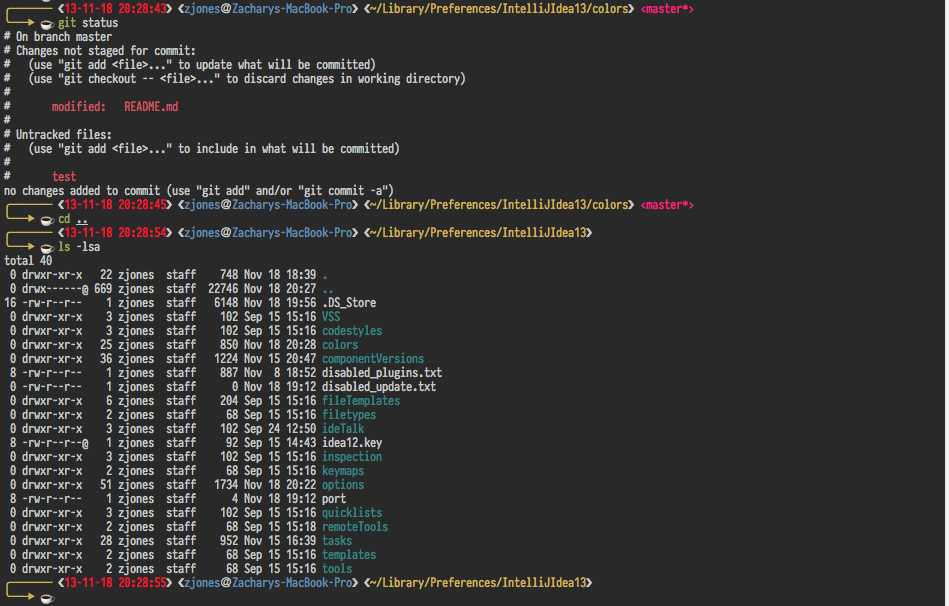 <13-11-18 20:28:43> <zjones@Zacharys-MacBook-Pro> <~/Library/Preferences/IntelliJIdea13/colors> <master*>
git status
# On branch master
# Changes not staged for commit:
#   (use "git add <file>..." to update what will be committed)
#   (use "git checkout -- <file>..." to discard changes in working directory)
#
#       modified:   README.md
#
# Untracked files:
#   (use "git add <file>..." to include in what will be committed)
#
#       test
no changes added to commit (use "git add" and/or "git commit -a")
<13-11-18 20:28:45> <zjones@Zacharys-MacBook-Pro> <~/Library/Preferences/IntelliJIdea13/colors> <master*>
cd ..
<13-11-18 20:28:54> <zjones@Zacharys-MacBook-Pro> <~/Library/Preferences/IntelliJIdea13>
ls -lsa
total 40
 0 drwxr-xr-x   22 zjones  staff    748 Nov 18 18:39 .
 0 drwx------@ 669 zjones  staff  22746 Nov 18 20:27 ..
16 -rw-r--r--    1 zjones  staff   6148 Nov 18 19:56 .DS_Store
 0 drwxr-xr-x    3 zjones  staff    102 Sep 15 15:16 VSS
 0 drwxr-xr-x    3 zjones  staff    102 Sep 15 15:16 codestyles
 0 drwxr-xr-x   25 zjones  staff    850 Nov 18 20:28 colors
 0 drwxr-xr-x   36 zjones  staff   1224 Nov 15 20:47 componentVersions
 8 -rw-r--r--    1 zjones  staff    887 Nov  8 18:52 disabled_plugins.txt
 0 -rw-r--r--    1 zjones  staff      0 Nov 18 19:12 disabled_update.txt
 0 drwxr-xr-x    6 zjones  staff    204 Sep 15 15:16 fileTemplates
 0 drwxr-xr-x    2 zjones  staff     68 Sep 15 15:16 filetypes
 0 drwxr-xr-x    3 zjones  staff    102 Sep 24 12:50 ideTalk
 8 -rw-r--r--@   1 zjones  staff     92 Sep 15 14:43 idea12.key
 0 drwxr-xr-x    3 zjones  staff    102 Sep 15 15:16 inspection
 0 drwxr-xr-x    2 zjones  staff     68 Sep 15 15:16 keymaps
 0 drwxr-xr-x   51 zjones  staff   1734 Nov 18 20:22 options
 8 -rw-r--r--    1 zjones  staff      4 Nov 18 19:12 port
 0 drwxr-xr-x    3 zjones  staff    102 Sep 15 15:16 quicklists
 0 drwxr-xr-x    2 zjones  staff     68 Sep 15 15:18 remoteTools
 0 drwxr-xr-x   28 zjones  staff    952 Nov 15 16:39 tasks
 0 drwxr-xr-x    2 zjones  staff     68 Sep 15 15:16 templates
 0 drwxr-xr-x    2 zjones  staff     68 Sep 15 15:16 tools
<13-11-18 20:28:55> <zjones@Zacharys-MacBook-Pro> <~/Library/Preferences/IntelliJIdea13>